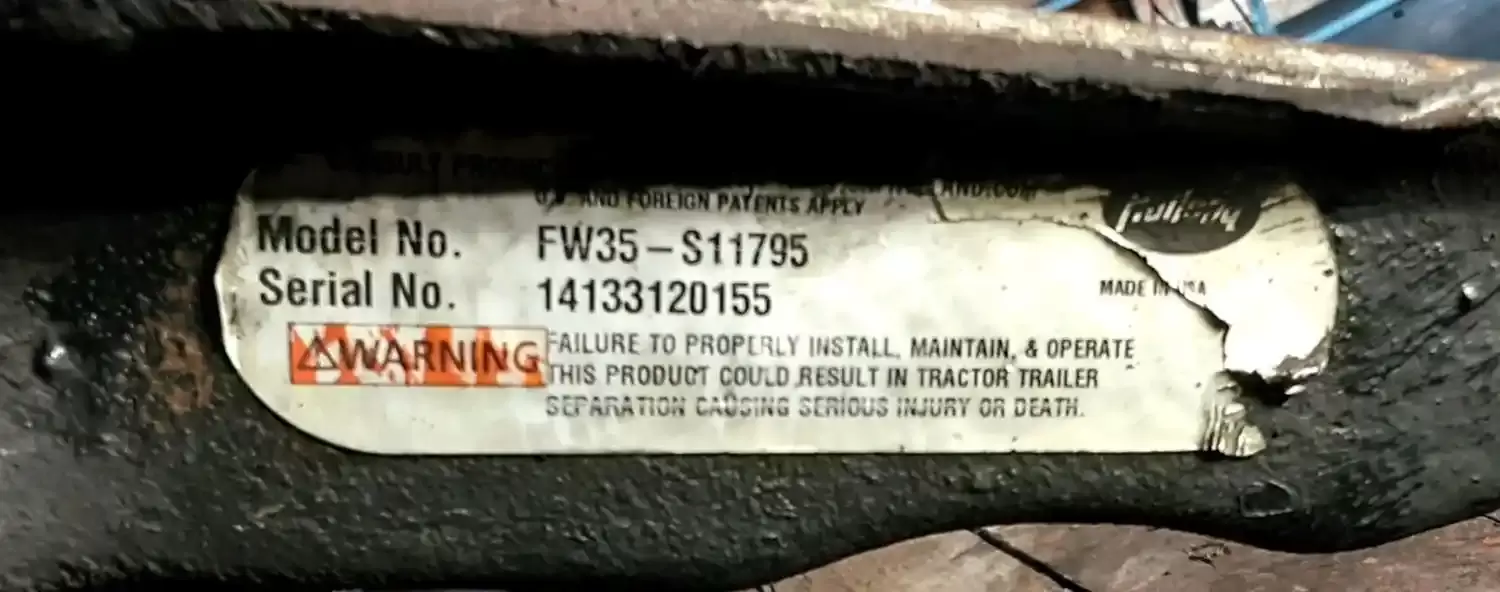 U.S. AND FOREIGN PATENTS APPLY
Holland
Model No. FW35-S11795
Serial No. 14133120155
MADE IN USA
⚠WARNING
FAILURE TO PROPERLY INSTALL, MAINTAIN, & OPERATE
THIS PRODUCT COULD RESULT IN TRACTOR TRAILER
SEPARATION CAUSING SERIOUS INJURY OR DEATH.